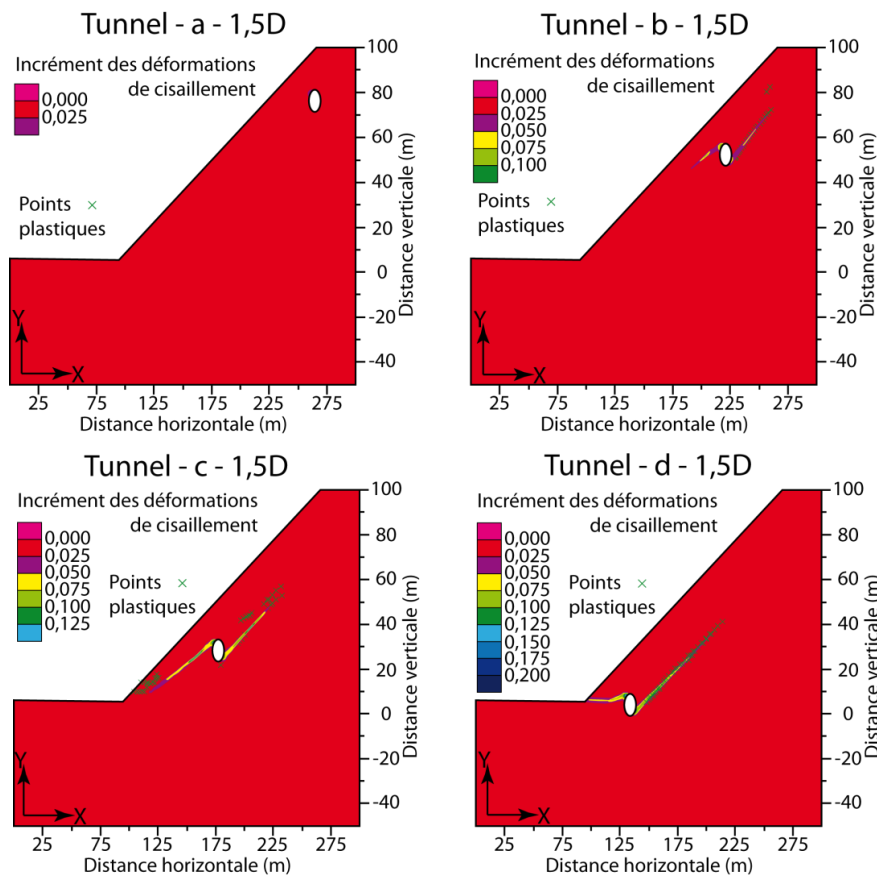 Tunnel - a - 1,5D
Incrément des déformations
de cisaillement
0,000
0,025
Points
plastiques
Y
X
100
80
60
40
20
0
-20
-40
Distance verticale (m)
25 75 125 175 225 275
Distance horizontale (m)
Tunnel - b - 1,5D
Incrément des déformations
de cisaillement
0,000
0,025
0,050
0,075
0,100
Points
plastiques
Y
X
100
80
60
40
20
0
-20
-40
Distance verticale (m)
25 75 125 175 225 275
Distance horizontale (m)
Tunnel - c - 1,5D
Incrément des déformations
de cisaillement
0,000
0,025
0,050
0,075
0,100
0,125
Points
plastiques
Y
X
100
80
60
40
20
0
-20
-40
Distance verticale (m)
25 75 125 175 225 275
Distance horizontale (m)
Tunnel - d - 1,5D
Incrément des déformations
de cisaillement
0,000
0,025
0,050
0,075
0,100
0,125
0,150
0,175
0,200
Points
plastiques
Y
X
100
80
60
40
20
0
-20
-40
Distance verticale (m)
25 75 125 175 225 275
Distance horizontale (m)